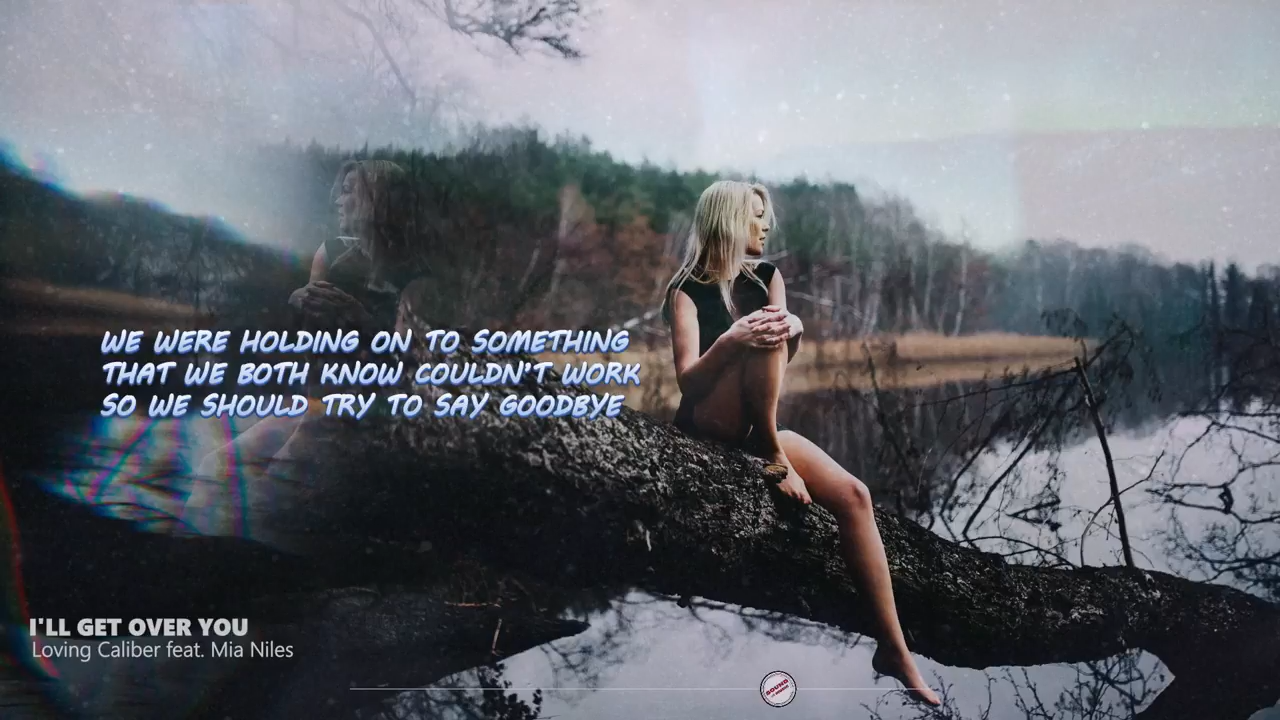 WE WERE HOLDING ON TO SOMETHING
THAT WE BOTH KNOW COULDN'T WORK
SO WE SHOULD TRY TO SAY GOODBYE
I'LL GET OVER YOU
Loving Caliber feat. Mia Niles
SOUND